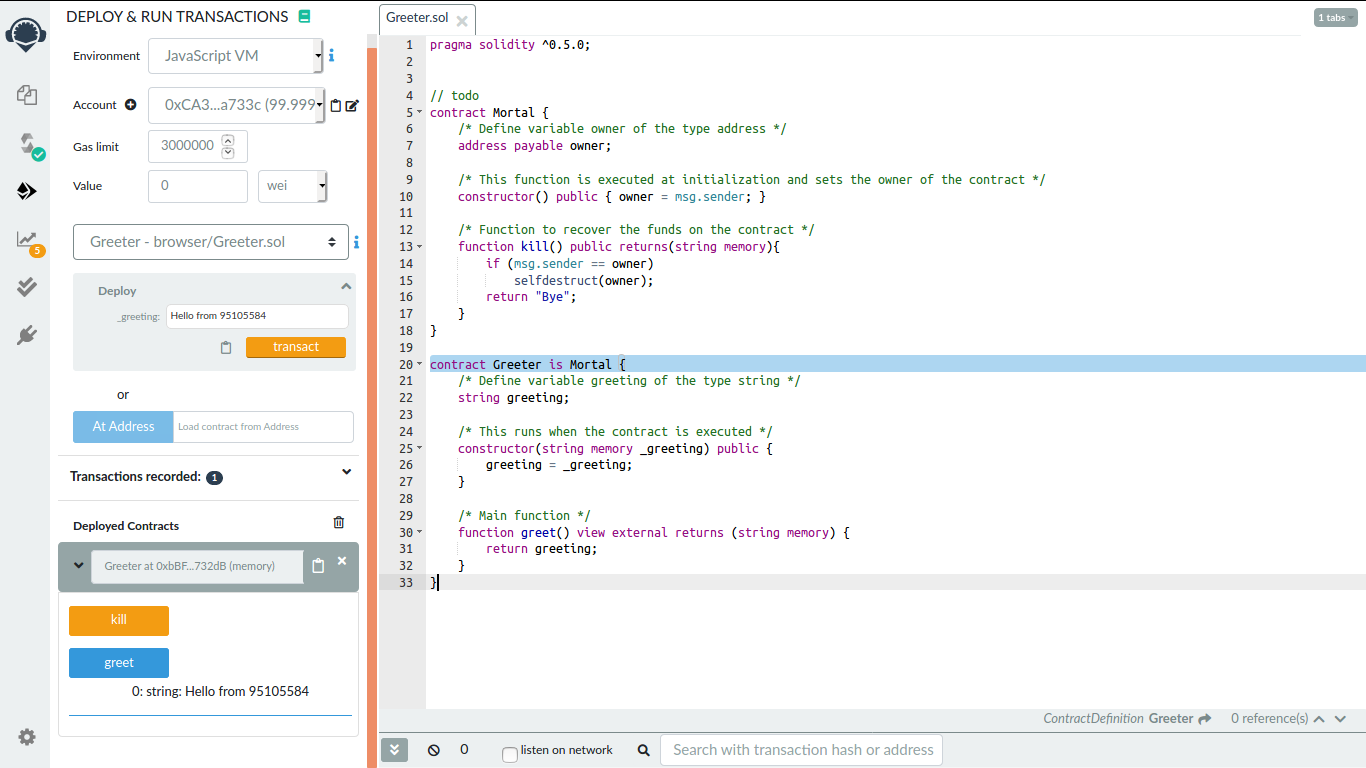 DEPLOY & RUN TRANSACTIONS
Environment JavaScript VM
Account 0xCA3...a733c (99.999
Gas limit 3000000
Value 0 wei
Greeter - browser/Greeter.sol
5
Deploy
_greeting: Hello from 95105584
transact
or
At Address Load contract from Address
Transactions recorded: 1
Deployed Contracts
Greeter at 0xbBF...732dB (memory)
kill
greet
0: string: Hello from 95105584
Greeter.sol
1 tabs
1 pragma solidity ^0.5.0;
2
3
4 // todo
5 contract Mortal {
6 /* Define variable owner of the type address */
7 address payable owner;
8
9 /* This function is executed at initialization and sets the owner of the contract */
10 constructor() public { owner = msg.sender; }
11
12 /* Function to recover the funds on the contract */
13 function kill() public returns(string memory){
14 if (msg.sender == owner)
15 selfdestruct(owner);
16 return "Bye";
17 }
18 }
19
20 contract Greeter is Mortal {
21 /* Define variable greeting of the type string */
22 string greeting;
23
24 /* This runs when the contract is executed */
25 constructor(string memory _greeting) public {
26 greeting = _greeting;
27 }
28
29 /* Main function */
30 function greet() view external returns (string memory) {
31 return greeting;
32 }
33 }
ContractDefinition Greeter 0 reference(s)
0 listen on network Search with transaction hash or address